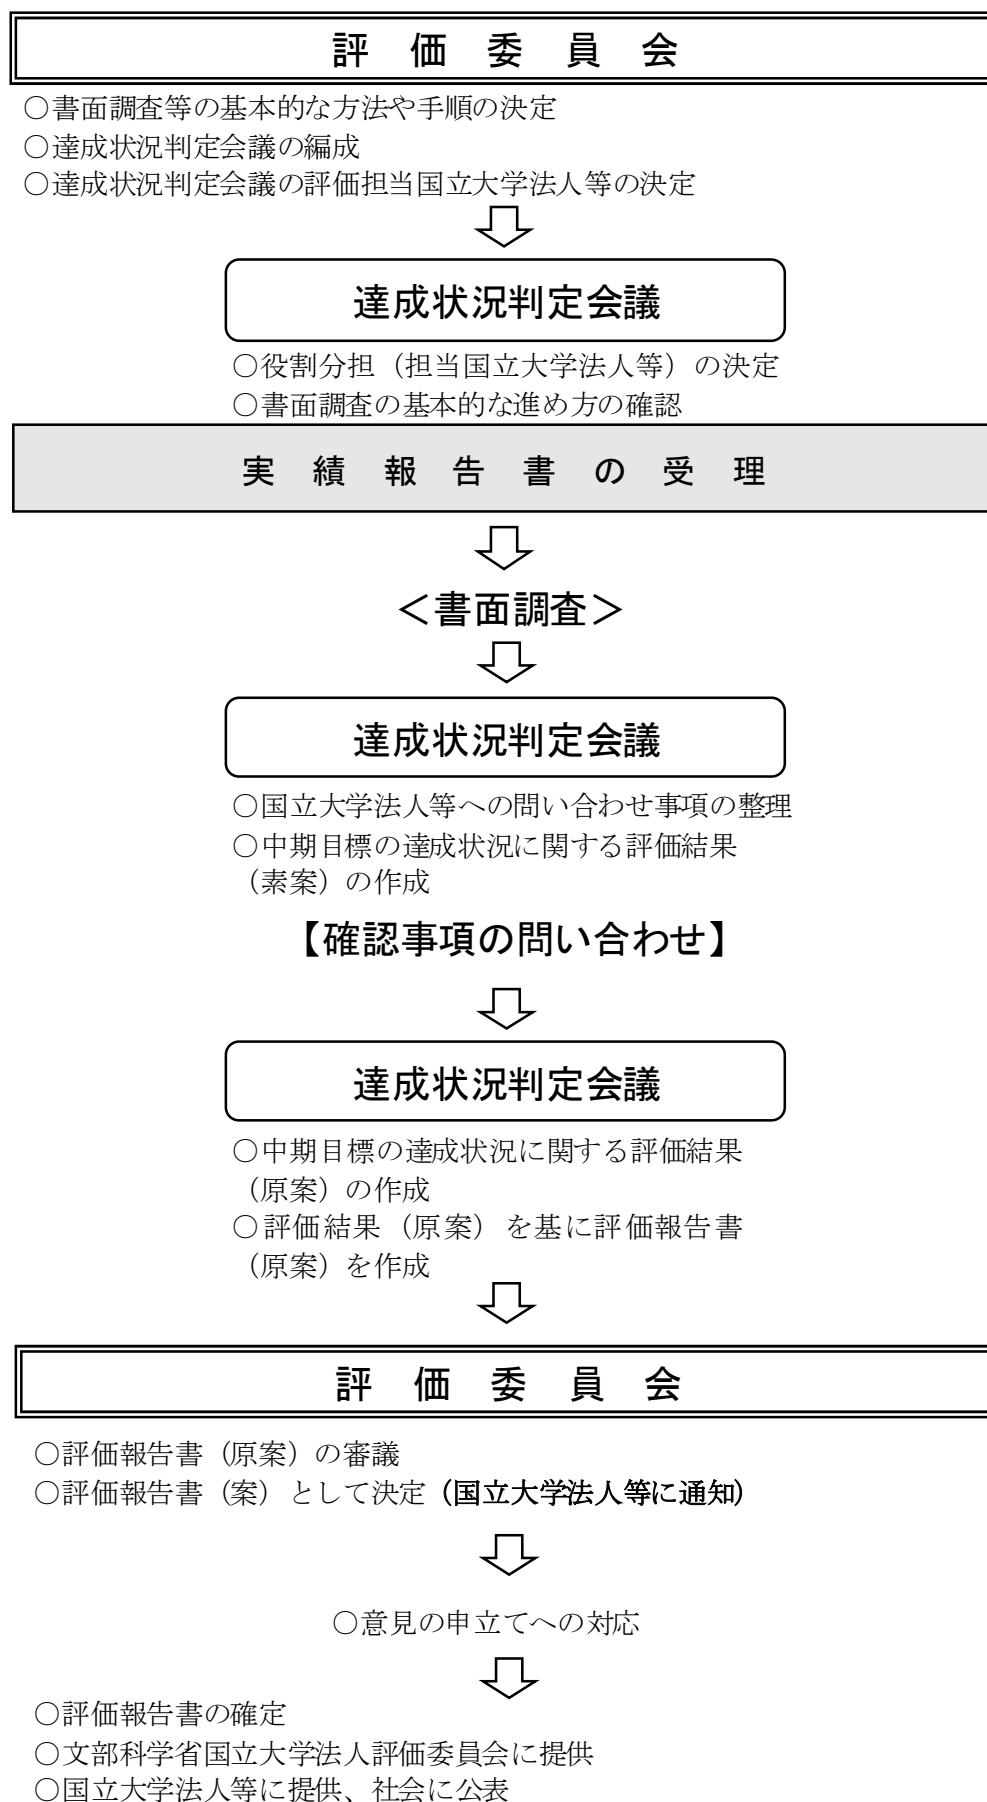 評価委員会
○書面調査等の基本的な方法や手順の決定
○達成状況判定会議の編成
○達成状況判定会議の評価担当国立大学法人等の決定
達成状況判定会議
○役割分担（担当国立大学法人等）の決定
○書面調査の基本的な進め方の確認
実績報告書の受理
＜書面調査＞
達成状況判定会議
○国立大学法人等への問い合わせ事項の整理
○中期目標の達成状況に関する評価結果
（素案）の作成
【確認事項の問い合わせ】
達成状況判定会議
○中期目標の達成状況に関する評価結果
（原案）の作成
○評価結果（原案）を基に評価報告書
（原案）を作成
評価委員会
○評価報告書（原案）の審議
○評価報告書（案）として決定（国立大学法人等に通知）
○意見の申立てへの対応
○評価報告書の確定
○文部科学省国立大学法人評価委員会に提供
○国立大学法人等に提供、社会に公表